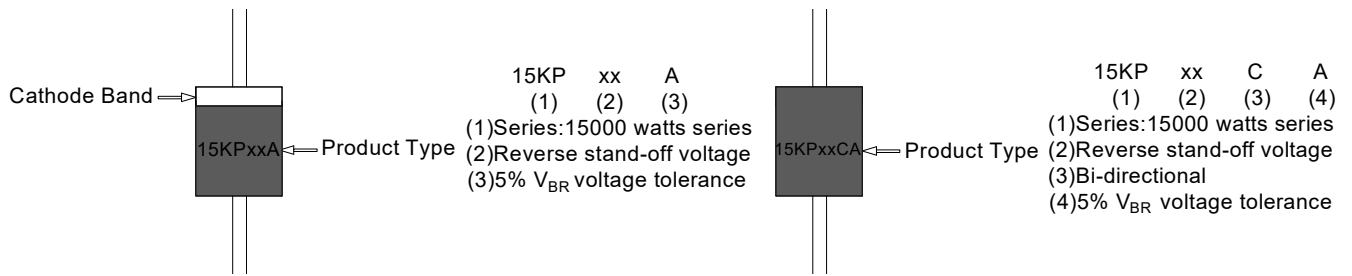 Cathode Band
15KPxxA
Product Type
15KP xx A
(1) (2) (3)
(1)Series:15000 watts series
(2)Reverse stand-off voltage
(3)5% VBR voltage tolerance
15KPxxCA
Product Type
15KP xx C A
(1) (2) (3) (4)
(1)Series:15000 watts series
(2)Reverse stand-off voltage
(3)Bi-directional
(4)5% VBR voltage tolerance